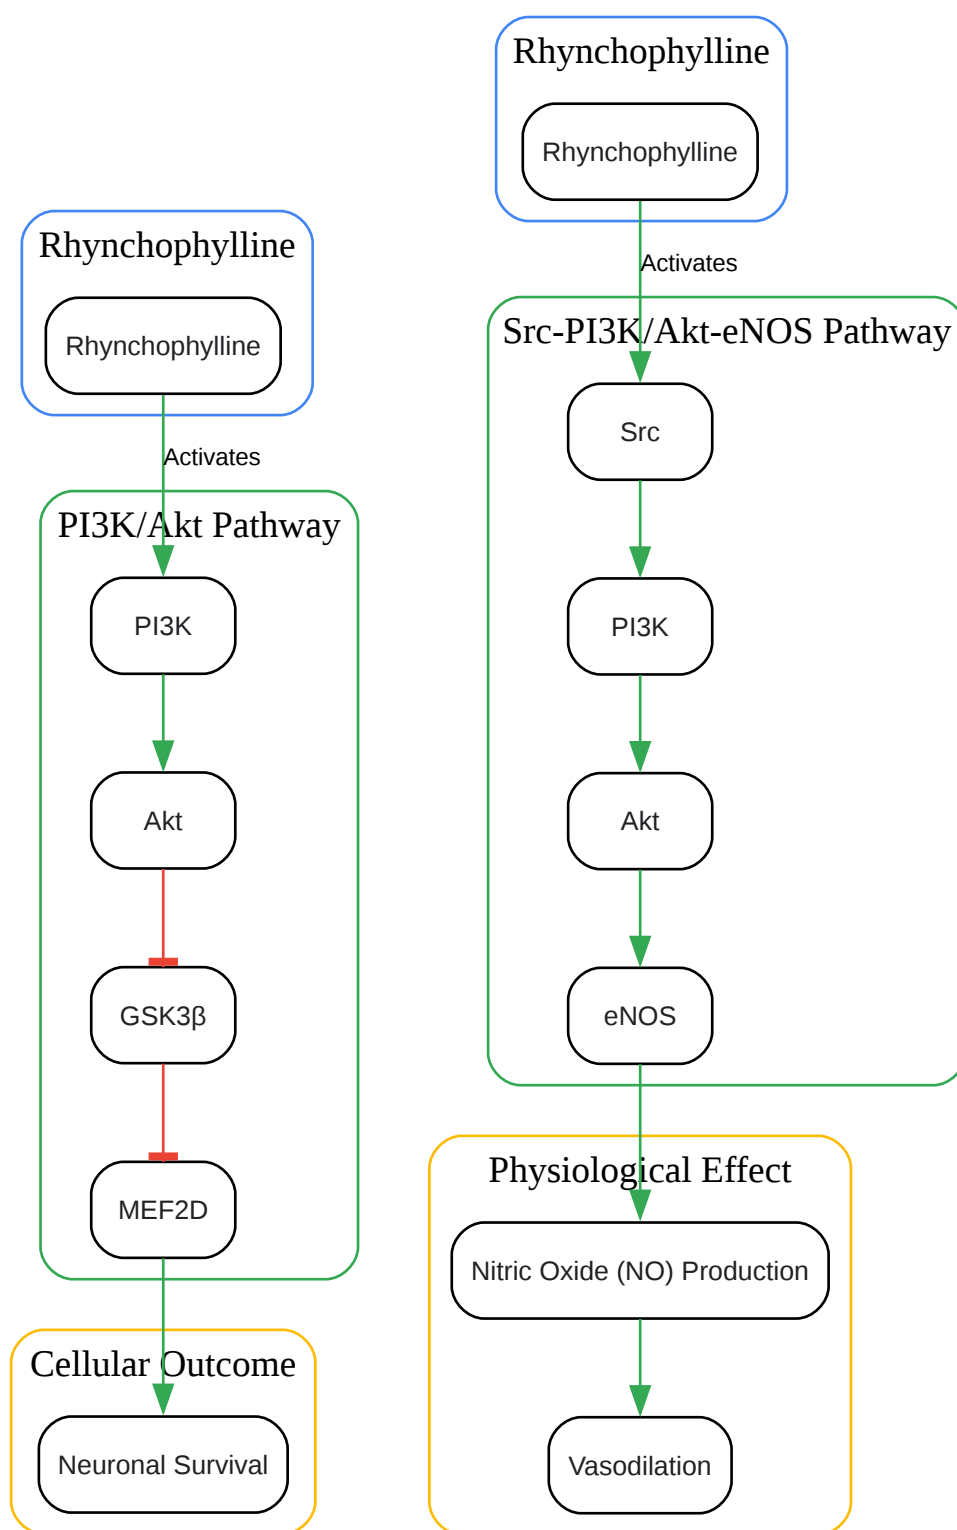 Rhynchophylline
Rhynchophylline
Activates
PI3K/Akt Pathway
PI3K
Akt
GSK3β
MEF2D
Cellular Outcome
Neuronal Survival
Rhynchophylline
Rhynchophylline
Activates
Src-PI3K/Akt-eNOS Pathway
Src
PI3K
Akt
eNOS
Physiological Effect
Nitric Oxide (NO) Production
Vasodilation